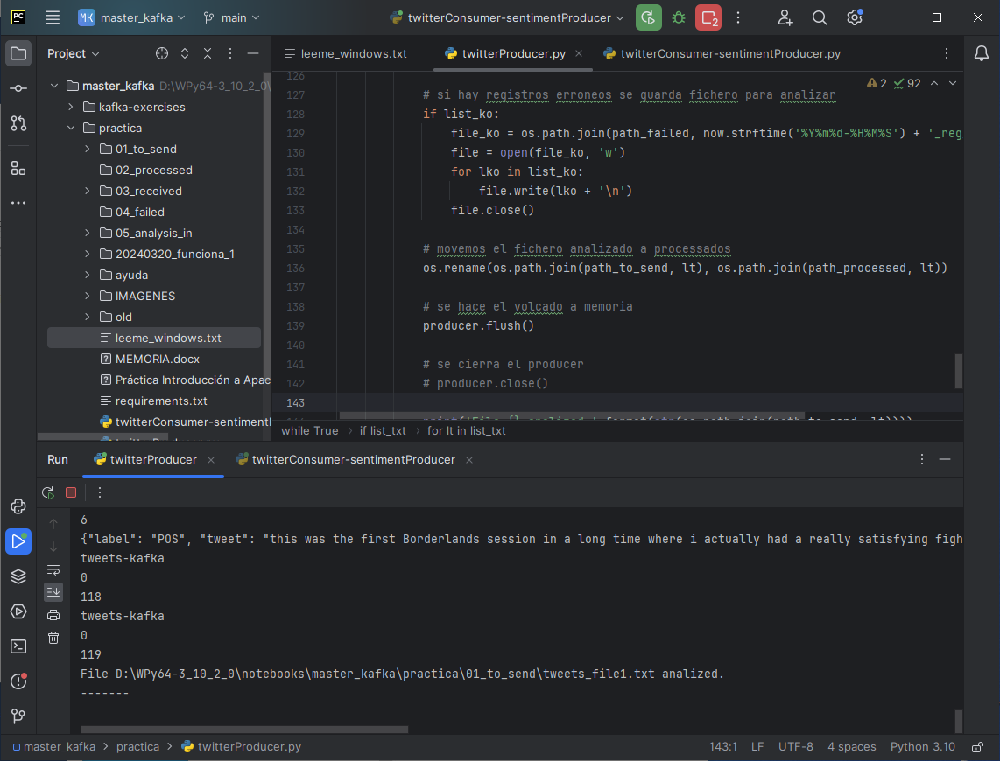 PC
MK master_kafka main twitterConsumer-sentimentProducer 2
Project
leeme_windows.txt twitterProducer.py twitterConsumer-sentimentProducer.py
master_kafka D:\WPy64-3_10_2_0\
kafka-exercises
practica
01_to_send
02_processed
03_received
04_failed
05_analysis_in
20240320_funciona_1
ayuda
IMAGENES
old
leeme_windows.txt
MEMORIA.docx
Práctica Introducción a Apac
requirements.txt
twitterConsumer-sentimentF
2 92
126
127 # si hay registros erroneos se guarda fichero para analizar
128 if list_ko:
129 file_ko = os.path.join(path_failed, now.strftime('%Y%m%d-%H%M%S') + '_reg
130 file = open(file_ko, 'w')
131 for lko in list_ko:
132 file.write(lko + '\n')
133 file.close()
134
135 # movemos el fichero analizado a processados
136 os.rename(os.path.join(path_to_send, lt), os.path.join(path_processed, lt))
137
138 # se hace el volcado a memoria
139 producer.flush()
140
141 # se cierra el producer
142 # producer.close()
143
while True › if list_txt › for lt in list_txt
Run twitterProducer twitterConsumer-sentimentProducer
6
{"label": "POS", "tweet": "this was the first Borderlands session in a long time where i actually had a really satisfying figh
tweets-kafka
0
118
tweets-kafka
0
119
File D:\WPy64-3_10_2_0\notebooks\master_kafka\practica\01_to_send\tweets_file1.txt analized.
-------
master_kafka > practica > twitterProducer.py 143:1 LF UTF-8 4 spaces Python 3.10